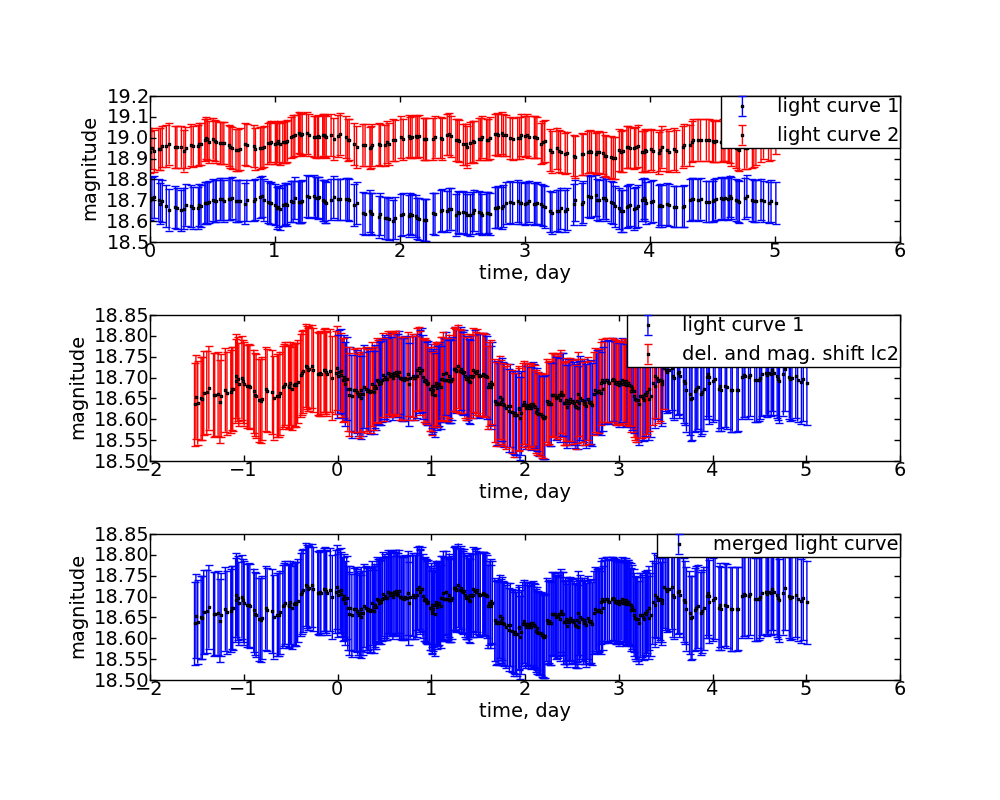 19.2
19.1
19.0
18.9
18.8
18.7
18.6
18.5
magnitude
light curve 1
light curve 2
0 1 2 3 4 5 6
time, day
18.85
18.80
18.75
18.70
18.65
18.60
18.55
18.50
magnitude
light curve 1
del. and mag. shift lc2
−2 −1 0 1 2 3 4 5 6
time, day
18.85
18.80
18.75
18.70
18.65
18.60
18.55
18.50
magnitude
merged light curve
−2 −1 0 1 2 3 4 5 6
time, day